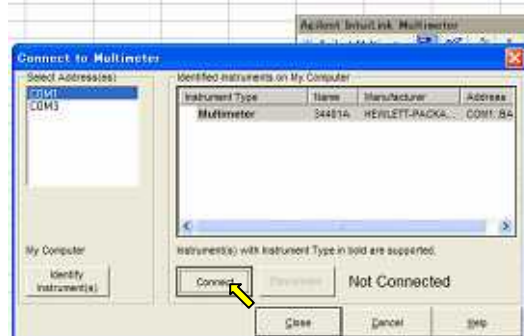 Agilent IntuiLink Multimeter
Connect to Multimeter
Select Address(es)
COM1
COM3
Identified instruments on My Computer
Instrument Type Name Manufacturer Address
Multimeter 34401A HEWLETT-PACKA... COM1::BA
Instrument(s) with Instrument Type in bold are supported.
My Computer
Identify
Instrument(s)
Connect
Disconnect
Not Connected
Close
Cancel
Help